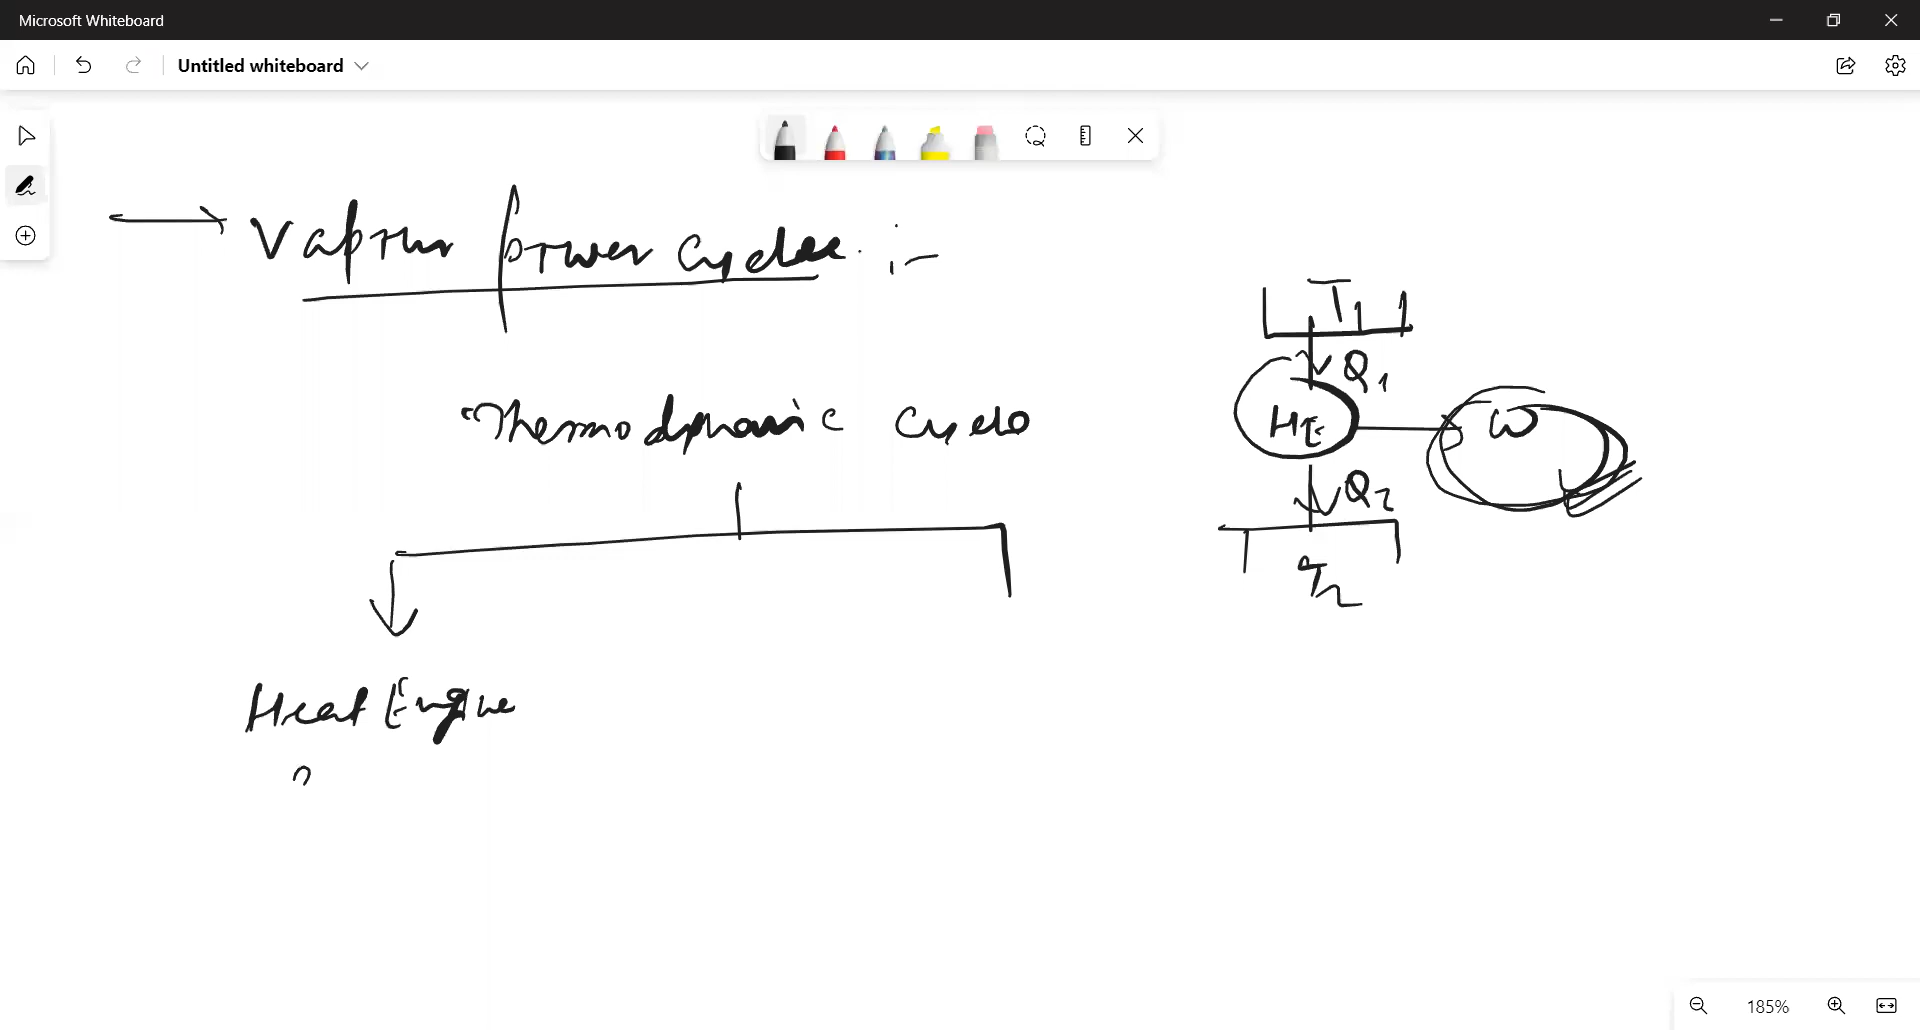 Microsoft Whiteboard
Untitled whiteboard
Vapour power cycles :-
Thermodynamic Cycle
Heat Engine
T1
Q1
HE
W
Q2
T2
185%